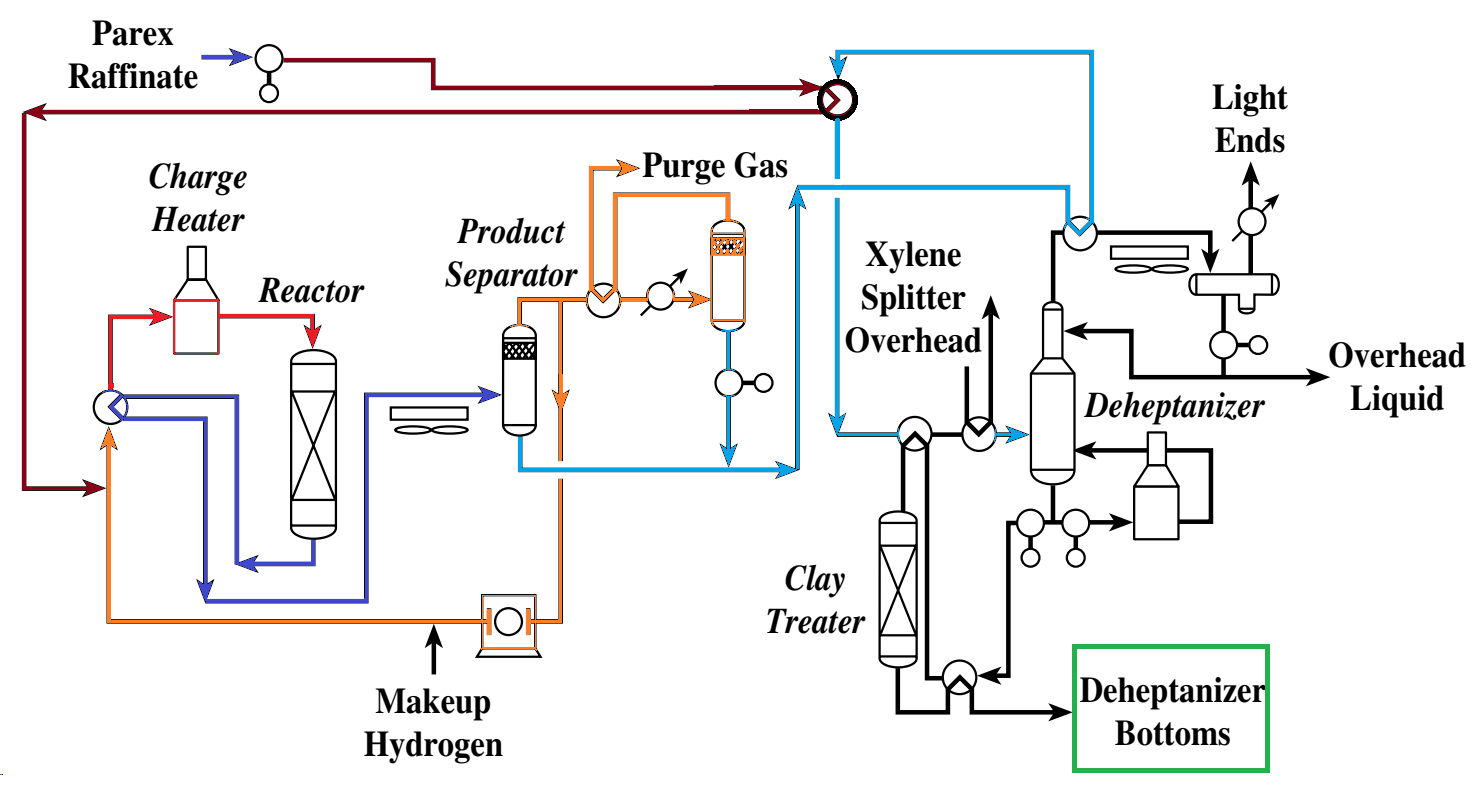 Parex
Raffinate
Light
Ends
Charge
Heater
Purge Gas
Product
Separator
Xylene
Splitter
Overhead
Reactor
Overhead
Liquid
Deheptanizer
Clay
Treater
Makeup
Hydrogen
Deheptanizer
Bottoms